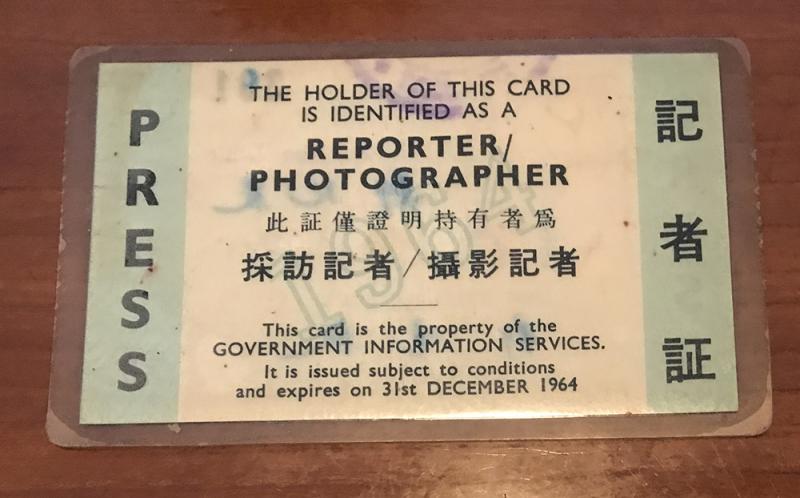 PRESS
THE HOLDER OF THIS CARD
IS IDENTIFIED AS A
REPORTER/
PHOTOGRAPHER
此証僅證明持有者爲
採訪記者/攝影記者
1964
This card is the property of the
GOVERNMENT INFORMATION SERVICES.
It is issued subject to conditions
and expires on 31st DECEMBER 1964
記者証